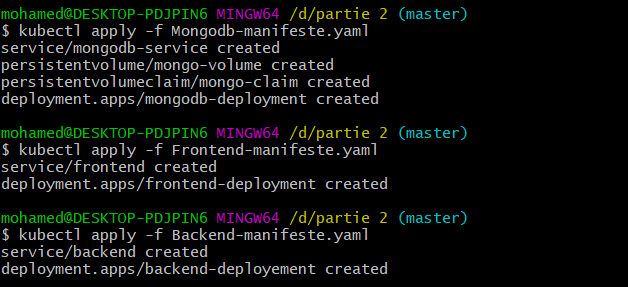 mohamed@DESKTOP-PDJPIN6 MINGW64 /d/partie 2 (master)
$ kubectl apply -f Mongodb-manifeste.yaml
service/mongodb-service created
persistentvolume/mongo-volume created
persistentvolumeclaim/mongo-claim created
deployment.apps/mongodb-deployment created
mohamed@DESKTOP-PDJPIN6 MINGW64 /d/partie 2 (master)
$ kubectl apply -f Frontend-manifeste.yaml
service/frontend created
deployment.apps/frontend-deployement created
mohamed@DESKTOP-PDJPIN6 MINGW64 /d/partie 2 (master)
$ kubectl apply -f Backend-manifeste.yaml
service/backend created
deployment.apps/backend-deployement created